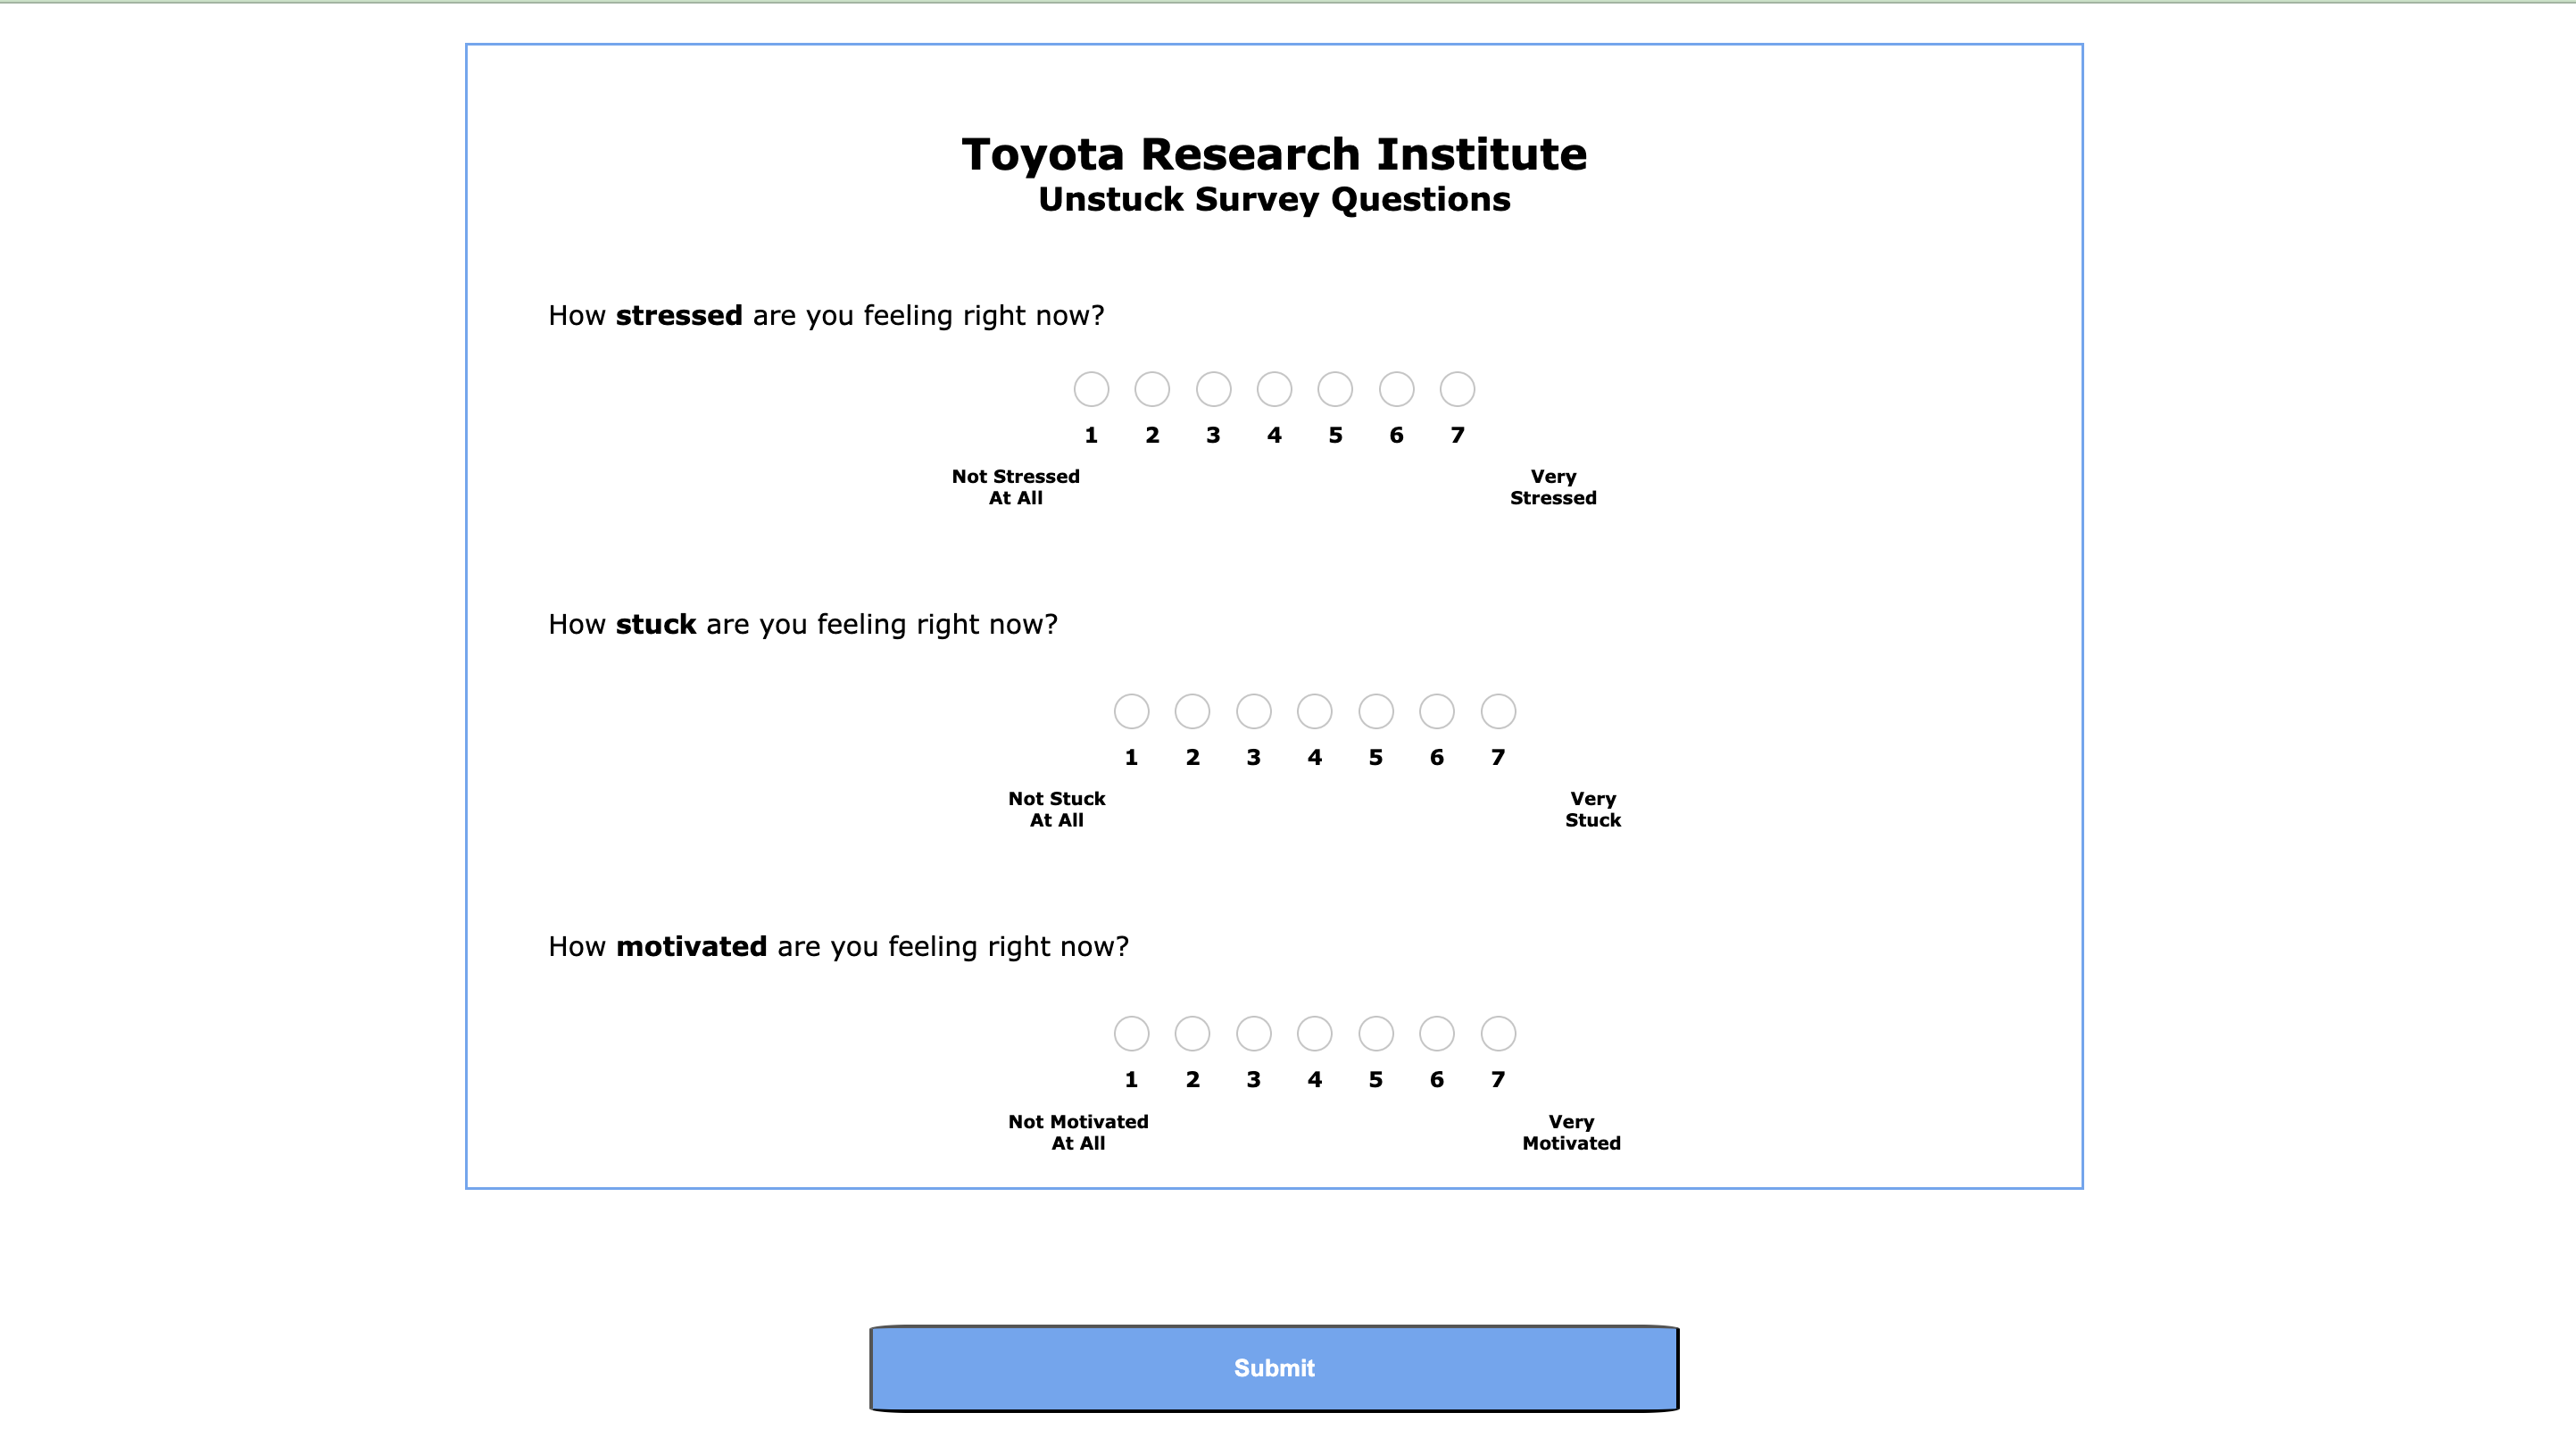 Toyota Research Institute
Unstuck Survey Questions
How stressed are you feeling right now?
1 2 3 4 5 6 7
Not Stressed At All
Very Stressed
How stuck are you feeling right now?
1 2 3 4 5 6 7
Not Stuck At All
Very Stuck
How motivated are you feeling right now?
1 2 3 4 5 6 7
Not Motivated At All
Very Motivated
Submit